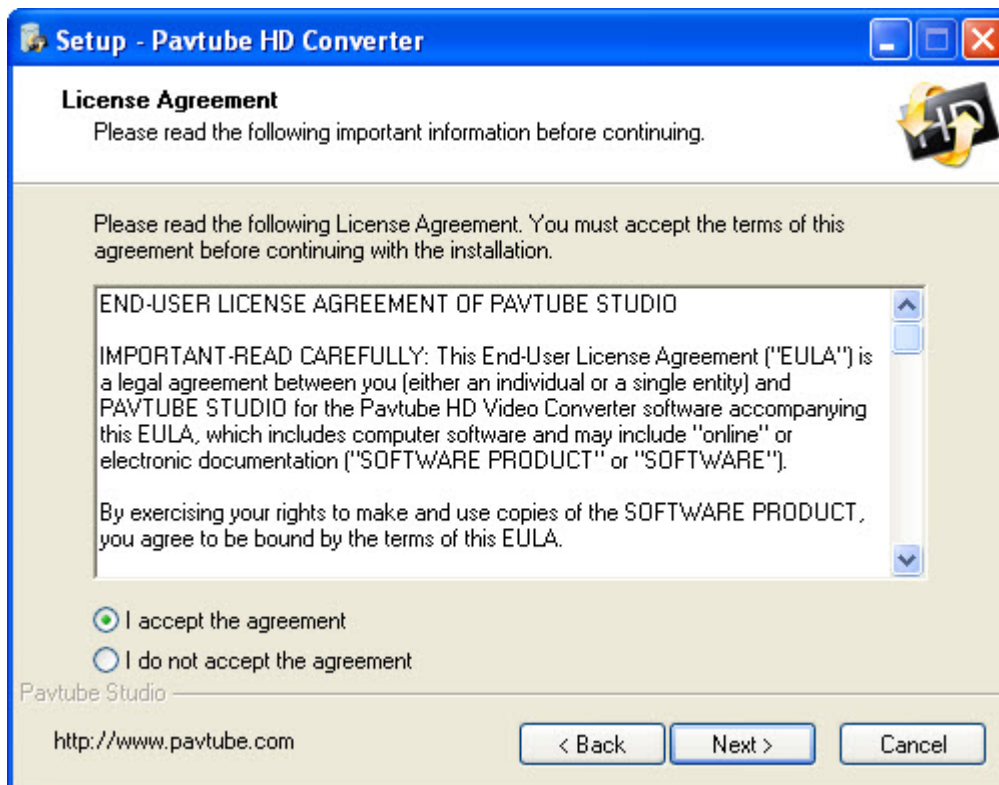 Setup - Pavtube HD Converter
License Agreement
Please read the following important information before continuing.
HD
Please read the following License Agreement. You must accept the terms of this
agreement before continuing with the installation.
END-USER LICENSE AGREEMENT OF PAVTUBE STUDIO
IMPORTANT-READ CAREFULLY: This End-User License Agreement ("EULA") is
a legal agreement between you (either an individual or a single entity) and
PAVTUBE STUDIO for the Pavtube HD Video Converter software accompanying
this EULA, which includes computer software and may include "online" or
electronic documentation ("SOFTWARE PRODUCT" or "SOFTWARE").
By exercising your rights to make and use copies of the SOFTWARE PRODUCT,
you agree to be bound by the terms of this EULA.
I accept the agreement
I do not accept the agreement
Pavtube Studio
http://www.pavtube.com
< Back
Next >
Cancel